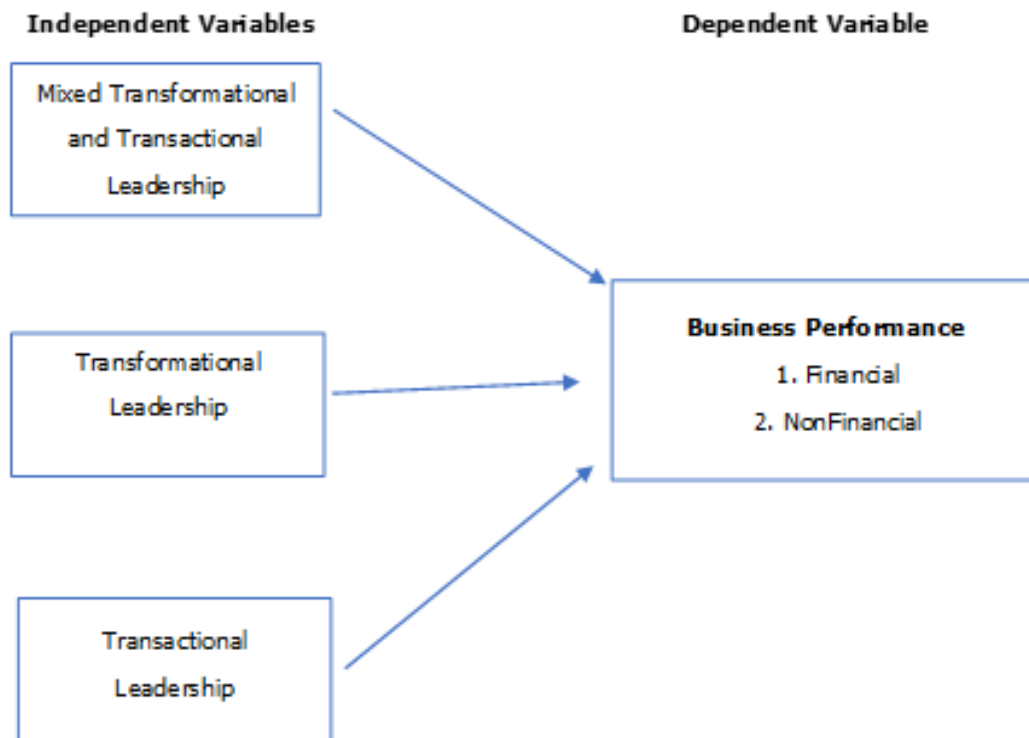 Independent Variables
Dependent Variable
Mixed Transformational
and Transactional
Leadership
Transformational
Leadership
Transactional
Leadership
Business Performance
1. Financial
2. NonFinancial